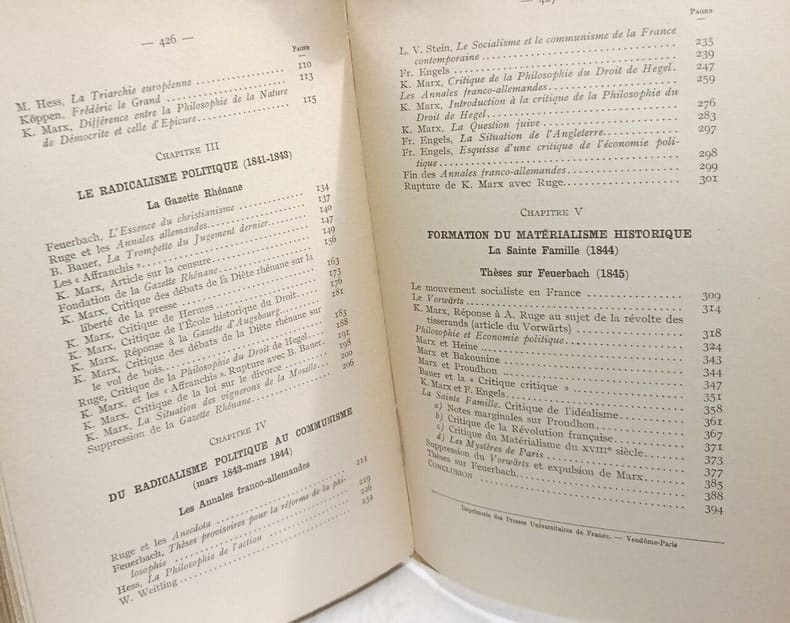 — 426 —
PAGES
M. Hess, La Triarchie européenne ........ 110
Köppen, Frédéric le Grand ........ 113
K. Marx, Différence entre la Philosophie de la Nature
de Démocrite et celle d'Epicure ........ 115
CHAPITRE III
LE RADICALISME POLITIQUE (1841-1843)
La Gazette Rhénane
Feuerbach, L'Essence du christianisme ........ 134
Ruge et les Annales allemandes ........ 137
B. Bauer, La Trompette du Jugement dernier ........ 140
Les « Affranchis » ........ 147
K. Marx, Article sur la censure ........ 149
Fondation de la Gazette Rhénane ........ 156
K. Marx, Critique des débats de la Diète rhénane sur la
liberté de la presse ........ 163
K. Marx, Critique de Hermes ........ 173
K. Marx, Critique de l'École historique du Droit ........ 176
K. Marx, Réponse à la Gazette d'Augsbourg ........ 181
K. Marx, Critique des débats de la Diète rhénane sur
le vol de bois ........ 183
Ruge, Critique de la Philosophie du Droit de Hegel ........ 188
K. Marx, et les « Affranchis ». Rupture avec B. Bauer. 191
K. Marx, Critique de la loi sur le divorce ........ 198
K. Marx, La Situation des vignerons de la Moselle ........ 200
Suppression de la Gazette Rhénane ........ 206
CHAPITRE IV
DU RADICALISME POLITIQUE AU COMMUNISME
(mars 1843-mars 1844)
Les Annales franco-allemandes
Ruge et les Anecdota ........ 211
Feuerbach, Thèses provisoires pour la réforme de la phi-
losophie ........ 219
Hess, La Philosophie de l'action ........ 226
W. Weitling ........ 234
— 427 —
PAGES
L. V. Stein, Le Socialisme et le communisme de la France
contemporaine ........ 235
Fr. Engels ........ 239
K. Marx, Critique de la Philosophie du Droit de Hegel. 247
Les Annales franco-allemandes ........ 259
K. Marx, Introduction à la critique de la Philosophie du
Droit de Hegel ........ 276
K. Marx, La Question juive ........ 283
Fr. Engels, La Situation de l'Angleterre ........ 297
Fr. Engels, Esquisse d'une critique de l'économie poli-
tique ........ 298
Fin des Annales franco-allemandes ........ 299
Rupture de K. Marx avec Ruge ........ 301
CHAPITRE V
FORMATION DU MATÉRIALISME HISTORIQUE
La Sainte Famille (1844)
Thèses sur Feuerbach (1845)
Le mouvement socialiste en France ........ 309
Le Vorwärts ........ 314
K. Marx, Réponse à A. Ruge au sujet de la révolte des
tisserands (article du Vorwärts) ........ 318
Philosophie et Economie politique ........ 324
Marx et Heine ........ 343
Marx et Bakounine ........ 344
Marx et Proudhon ........ 347
Bauer et la « Critique critique » ........ 351
K. Marx et F. Engels ........ 358
La Sainte Famille. Critique de l'idéalisme ........ 361
a) Notes marginales sur Proudhon ........ 367
b) Critique de la Révolution française ........ 371
c) Critique du Matérialisme du XVIIIe siècle ........ 373
d) Les Mystères de Paris ........ 377
Suppression du Vorwärts et expulsion de Marx ........ 385
Thèses sur Feuerbach ........ 388
CONCLUSION ........ 394
Imprimerie des Presses Universitaires de France. — Vendôme-Paris